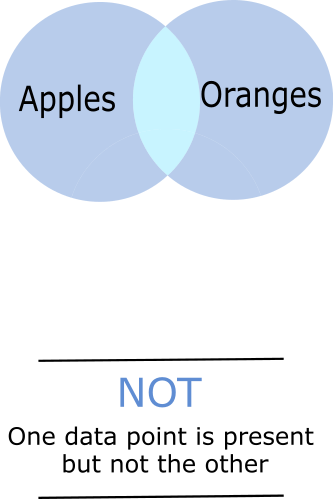 Apples
Oranges
NOT
One data point is present
but not the other